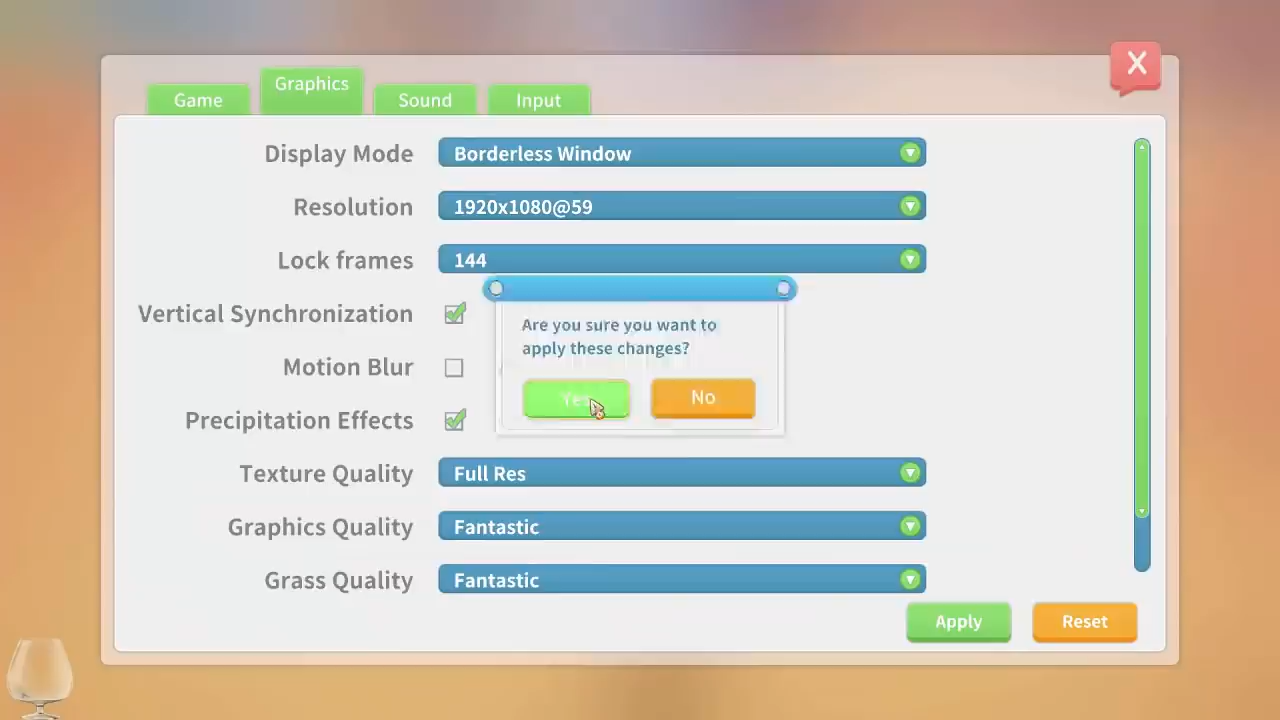 X
Game
Graphics
Sound
Input
Display Mode
Borderless Window
Resolution
1920x1080@59
Lock frames
144
Vertical Synchronization
Are you sure you want to
apply these changes?
Motion Blur
Yes
No
Precipitation Effects
Texture Quality
Full Res
Graphics Quality
Fantastic
Grass Quality
Fantastic
Apply
Reset